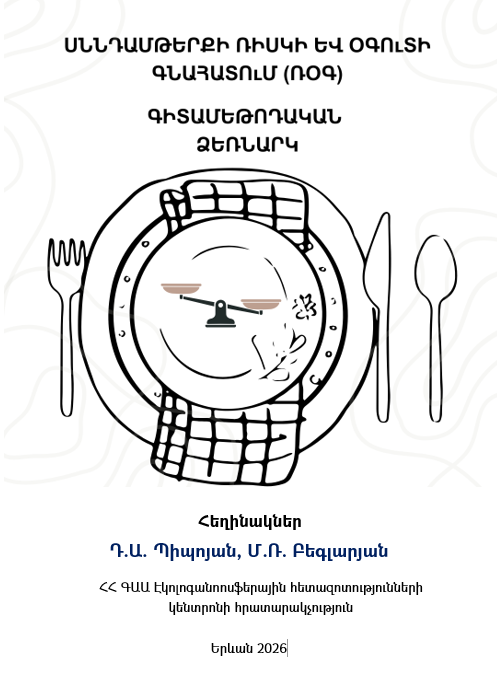 ՍՆՆԴԱՄԹԵՐՔԻ ՌԻՍԿԻ ԵՎ ՕԳՈւՏԻ
ԳՆԱՀԱՏՈւՄ (ՌՕԳ)
ԳԻՏԱՄԵԹՈԴԱԿԱՆ
ՁԵՌՆԱՐԿ
Հեղինակներ
Դ.Ա. Պիպոյան, Մ.Ռ. Բեգլարյան
ՀՀ ԳԱԱ Էկոլոգանոոսֆերային հետազոտությունների
կենտրոնի հրատարակչություն
Երևան 2026